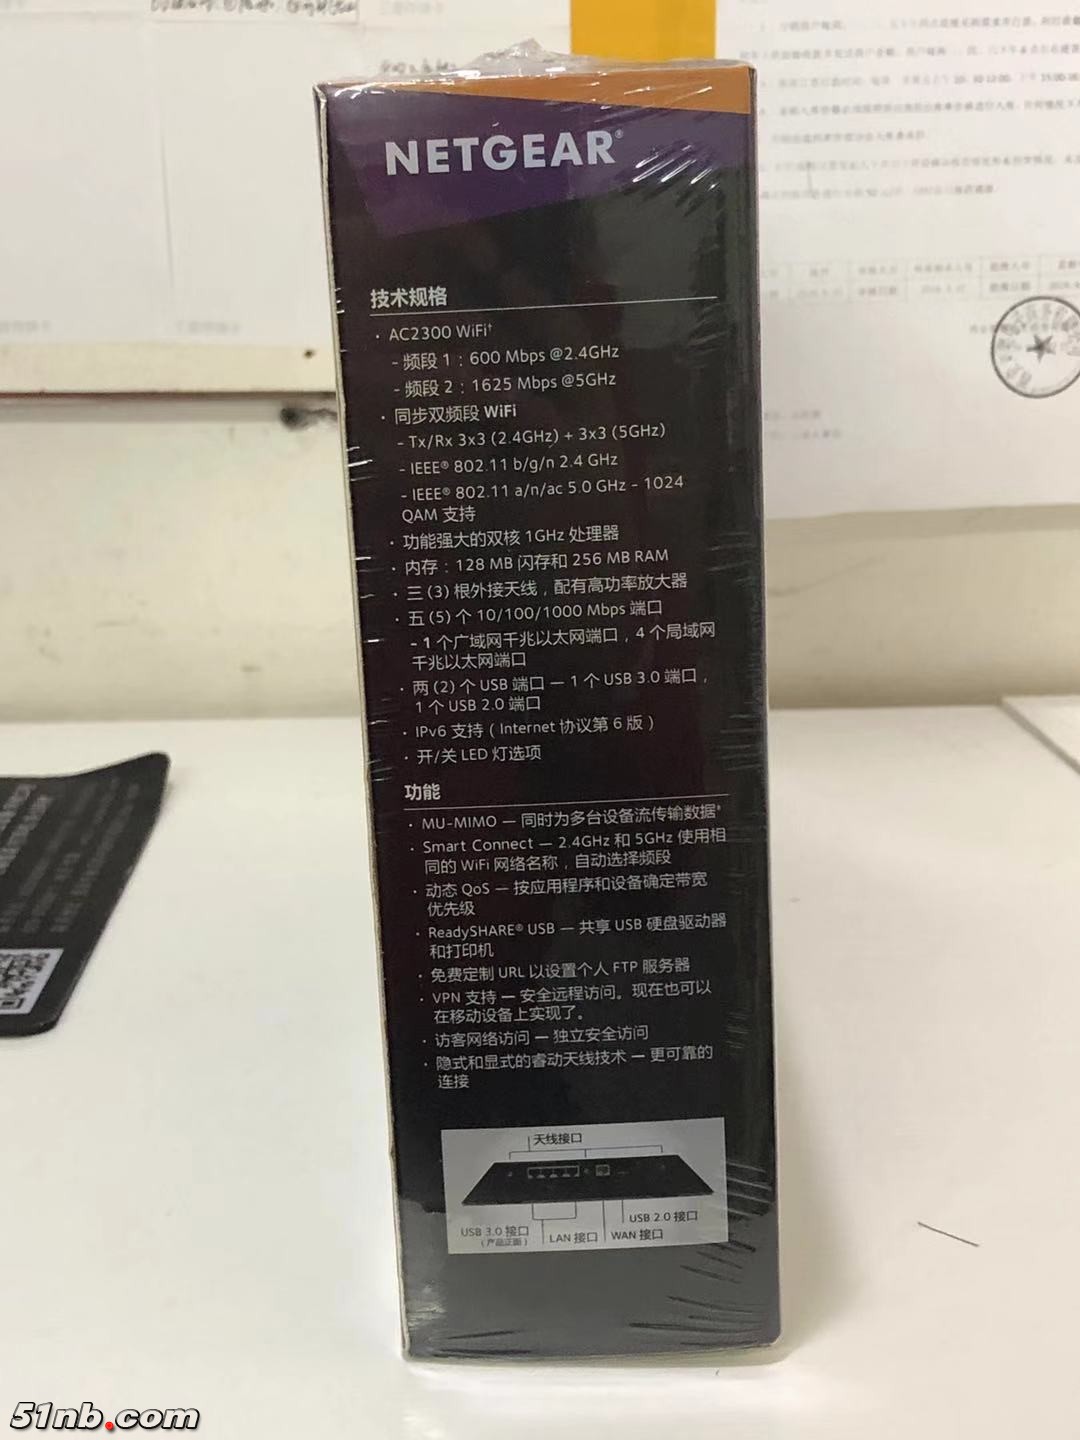 NETGEAR®
技术规格
· AC2300 WiFi†
- 频段 1：600 Mbps @2.4GHz
- 频段 2：1625 Mbps @5GHz
· 同步双频段 WiFi
- Tx/Rx 3x3 (2.4GHz) + 3x3 (5GHz)
- IEEE® 802.11 b/g/n 2.4 GHz
- IEEE® 802.11 a/n/ac 5.0 GHz - 1024
QAM 支持
· 功能强大的双核 1GHz 处理器
· 内存：128 MB 闪存和 256 MB RAM
· 三 (3) 根外接天线，配有高功率放大器
· 五 (5) 个 10/100/1000 Mbps 端口
- 1 个广域网千兆以太网端口，4 个局域网
千兆以太网端口
· 两 (2) 个 USB 端口 — 1 个 USB 3.0 端口，
1 个 USB 2.0 端口
· IPv6 支持（Internet 协议第 6 版）
· 开/关 LED 灯选项
功能
· MU-MIMO — 同时为多台设备流传输数据*
· Smart Connect — 2.4GHz 和 5GHz 使用相
同的 WiFi 网络名称，自动选择频段
· 动态 QoS — 按应用程序和设备确定带宽
优先级
· ReadySHARE® USB — 共享 USB 硬盘驱动器
和打印机
· 免费定制 URL 以设置个人 FTP 服务器
· VPN 支持 — 安全远程访问。现在也可以
在移动设备上实现了。
· 访客网络访问 — 独立安全访问
· 隐式和显式的睿动天线技术 — 更可靠的
连接
天线接口
USB 3.0 接口
（产品正面）
LAN 接口
WAN 接口
USB 2.0 接口
51nb.com